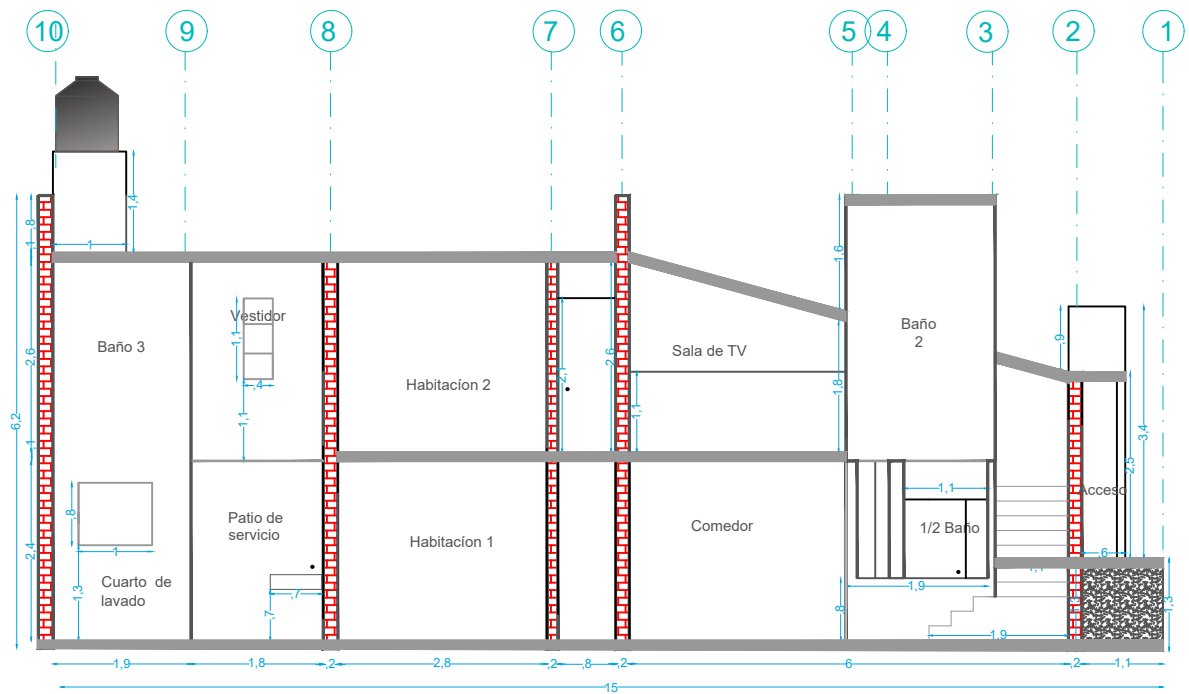 10 9 8 7 6 5 4 3 2 1
1,4
,8
,1
1
1,6
,9
Vestidor
Baño 3
1,1
Baño
2
Sala de TV
2,6
,4
2,1
2,6
1,8
3,4
Habitacíon 2
1,1
6,2
1,1
,1
2,5
Acceso
1,1
,8
Patio de
servicio
Comedor
1/2 Baño
2,4
Habitacíon 1
1
,6
1,3
Cuarto de
lavado
,7
,7
1,9
,8
1,3
1,9
1,9 1,8 ,2 2,8 ,2 ,8 ,2 6 ,2 1,1
15